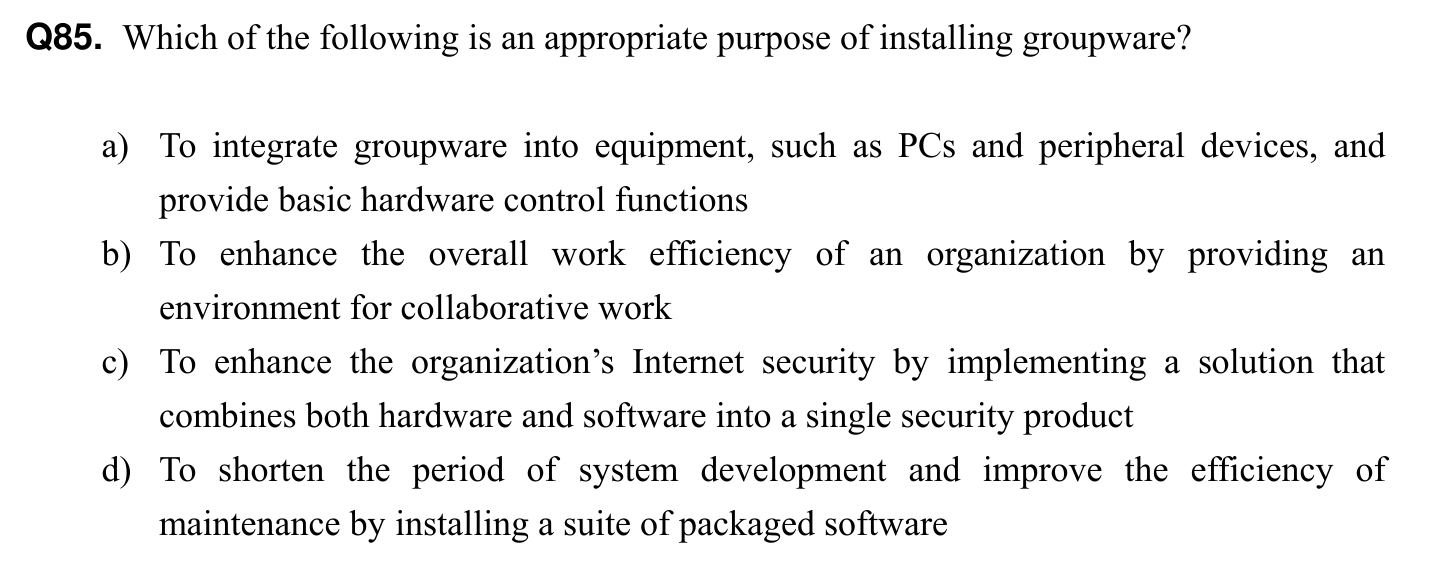 Q85. Which of the following is an appropriate purpose of installing groupware?
a) To integrate groupware into equipment, such as PCs and peripheral devices, and
provide basic hardware control functions
b) To enhance the overall work efficiency of an organization by providing an
environment for collaborative work
c) To enhance the organization’s Internet security by implementing a solution that
combines both hardware and software into a single security product
d) To shorten the period of system development and improve the efficiency of
maintenance by installing a suite of packaged software